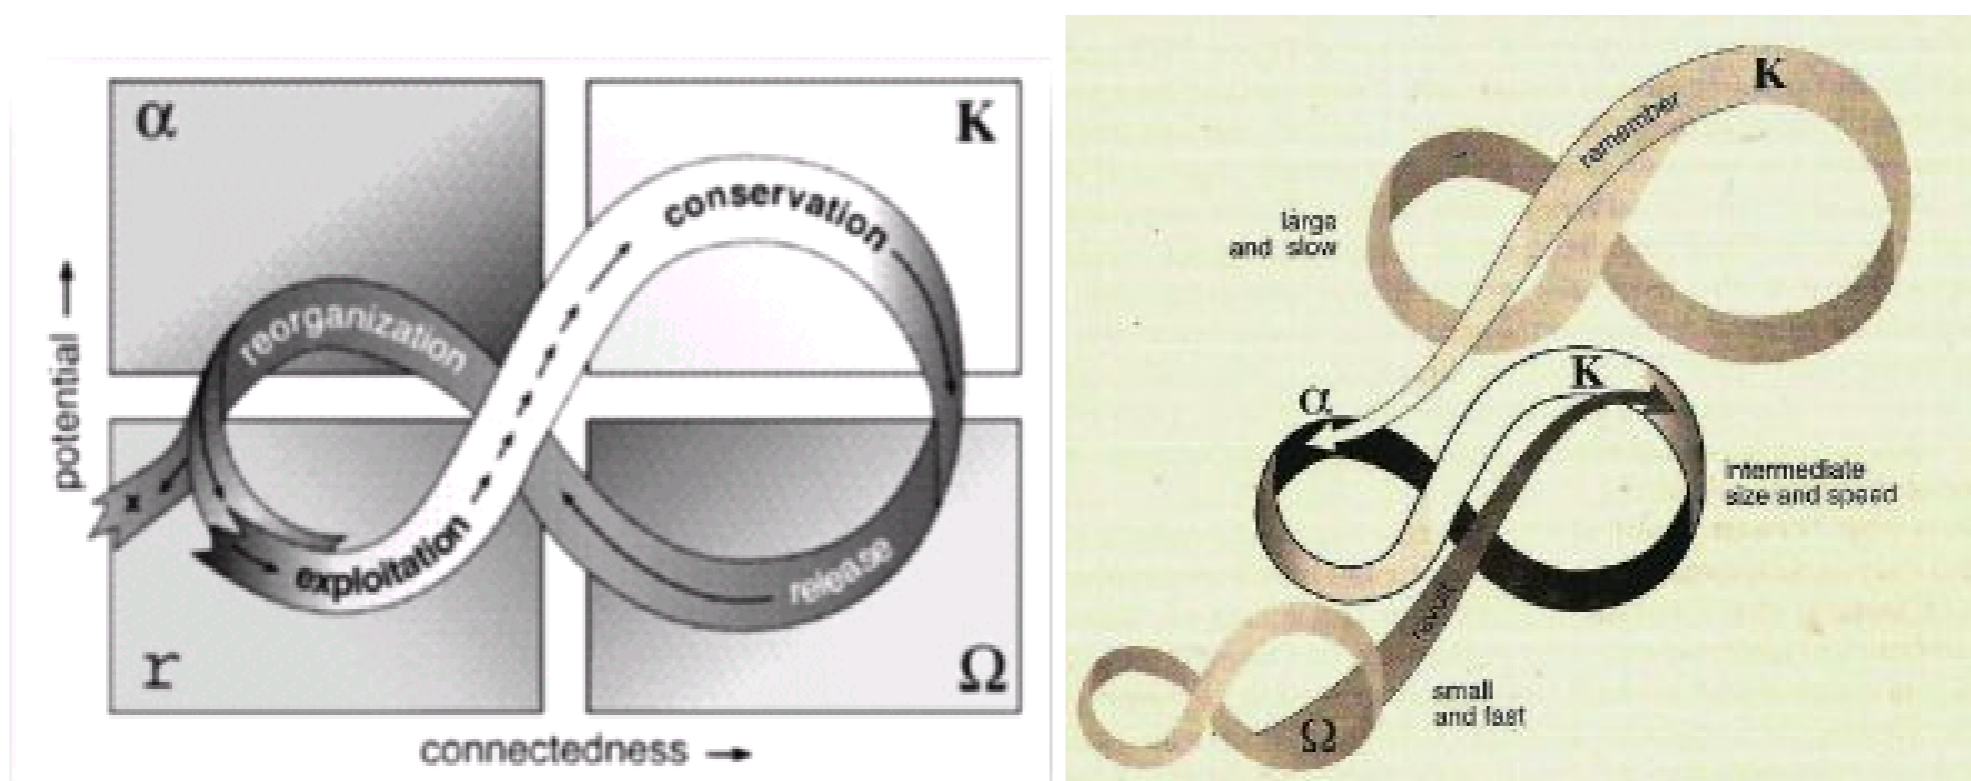 α
K
conservation
reorganization
potential
exploitation
release
r
Ω
x
connectedness
K
remember
large
and slow
K
α
intermediate
size and speed
revolt
small
and fast
Ω